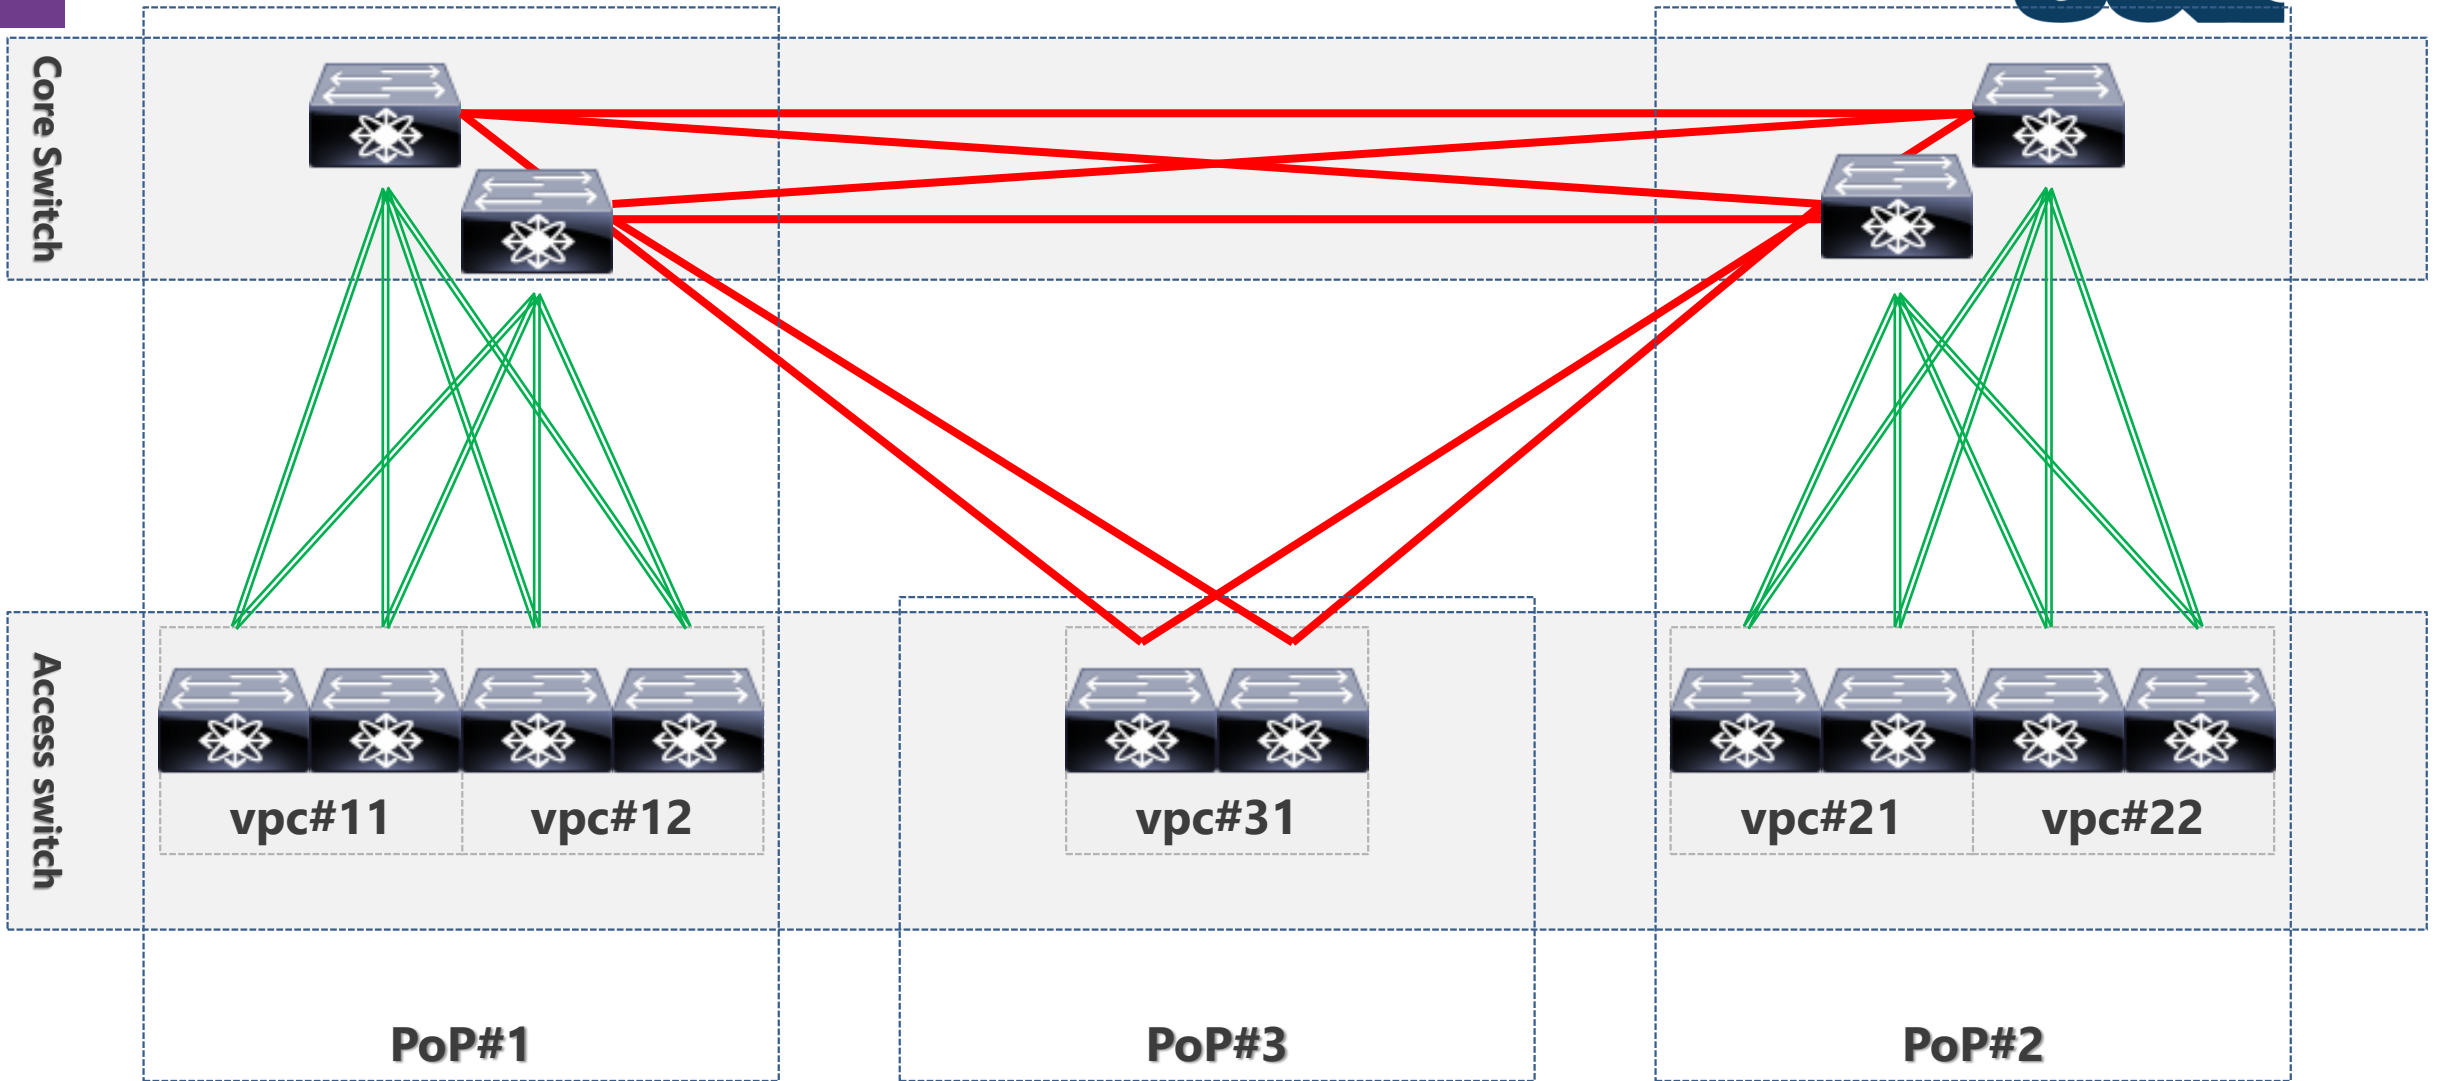 Core Switch
Access switch
vpc#11
vpc#12
vpc#31
vpc#21
vpc#22
PoP#1
PoP#3
PoP#2